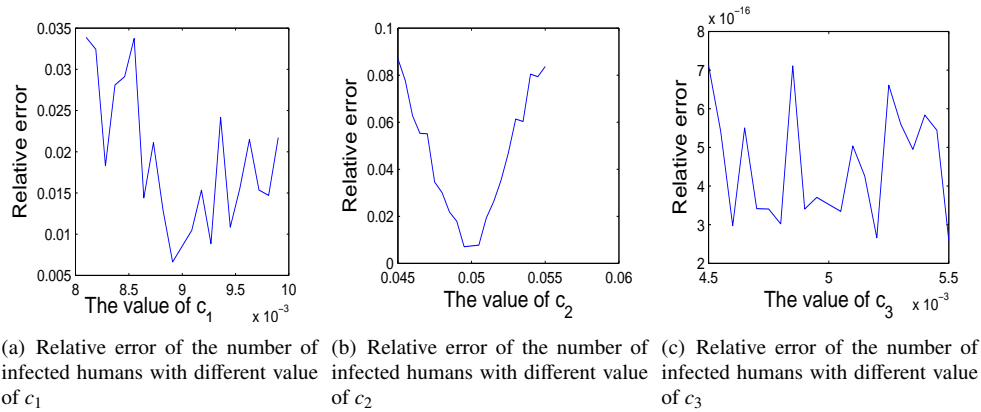 0.035
0.03
0.025
0.02
0.015
0.01
0.005
Relative error
8 8.5 9 9.5 10
The value of c1
x 10−3
0.1
0.08
0.06
0.04
0.02
0
Relative error
0.045 0.05 0.055 0.06
The value of c2
x 10−16
8
7
6
5
4
3
2
Relative error
4.5 5 5.5
The value of c3
x 10−3
(a) Relative error of the number of
infected humans with different value
of c1
(b) Relative error of the number of
infected humans with different value
of c2
(c) Relative error of the number of
infected humans with different value
of c3